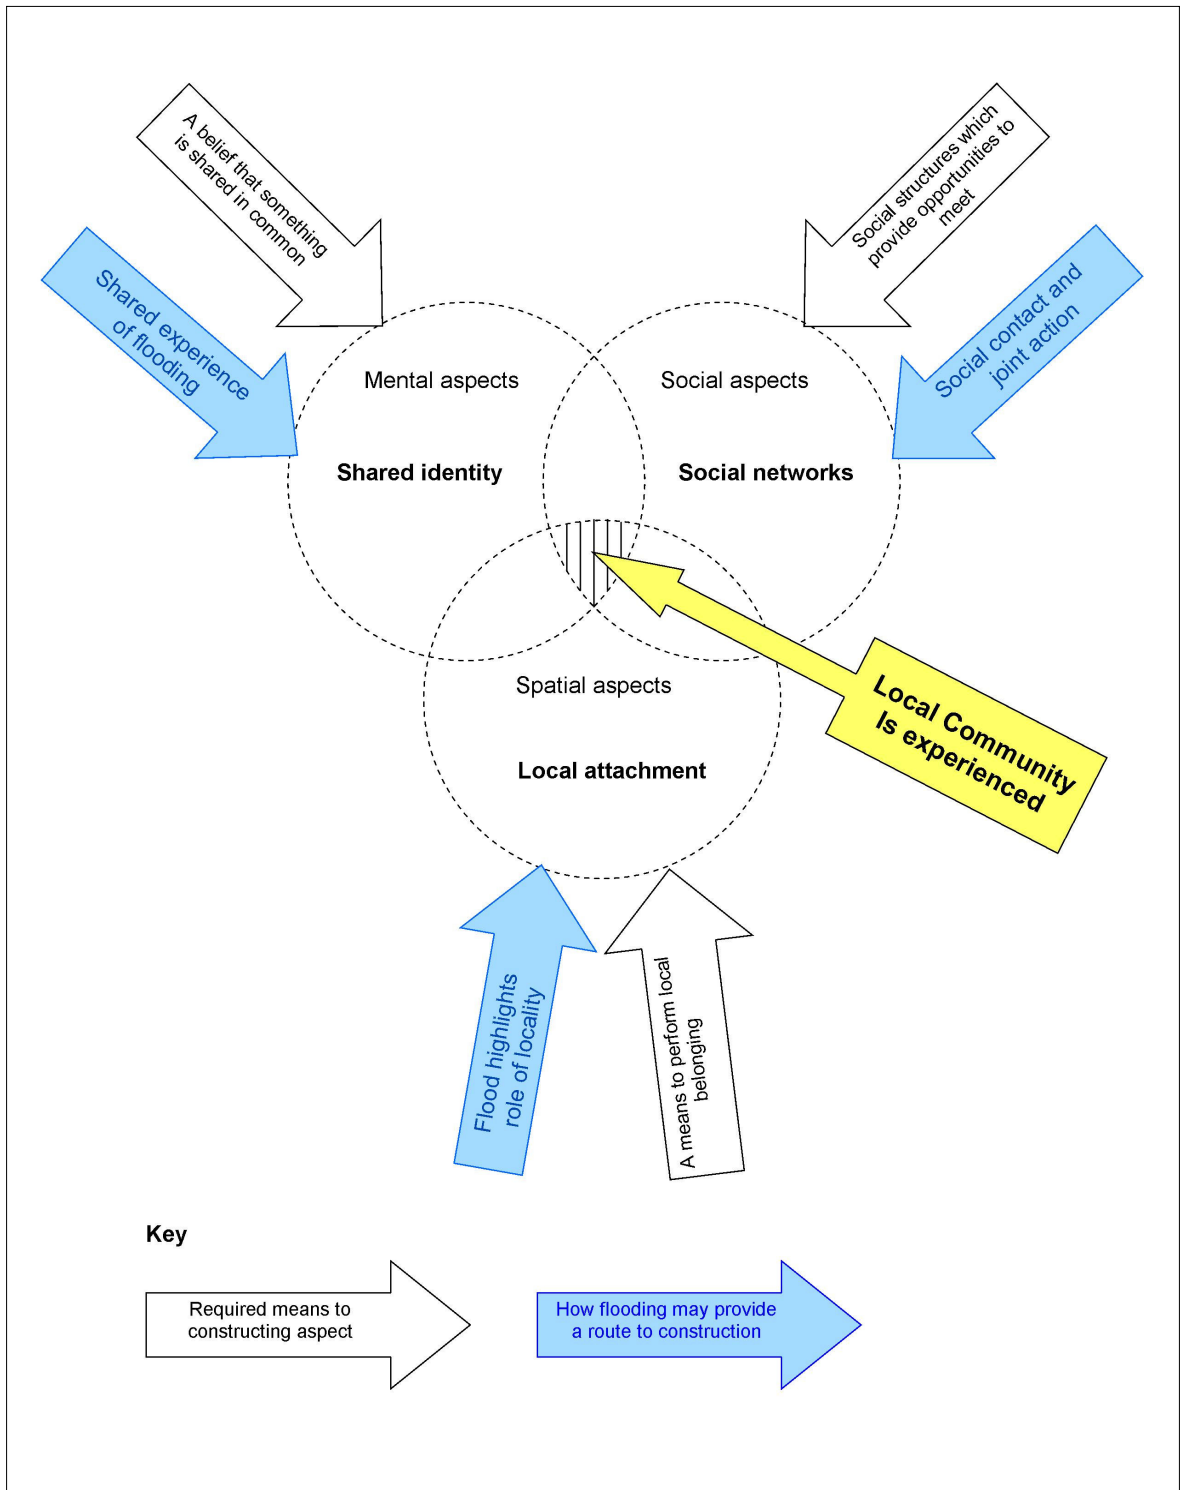 A belief that something
is shared in common
Social structures which
provide opportunities to
meet
Shared experience
of flooding
Social contact and
joint action
Mental aspects
Social aspects
Shared identity
Social networks
Spatial aspects
Local attachment
Local Community
Is experienced
Flood highlights
role of locality
A means to perform local
belonging
Key
Required means to
constructing aspect
How flooding may provide
a route to construction